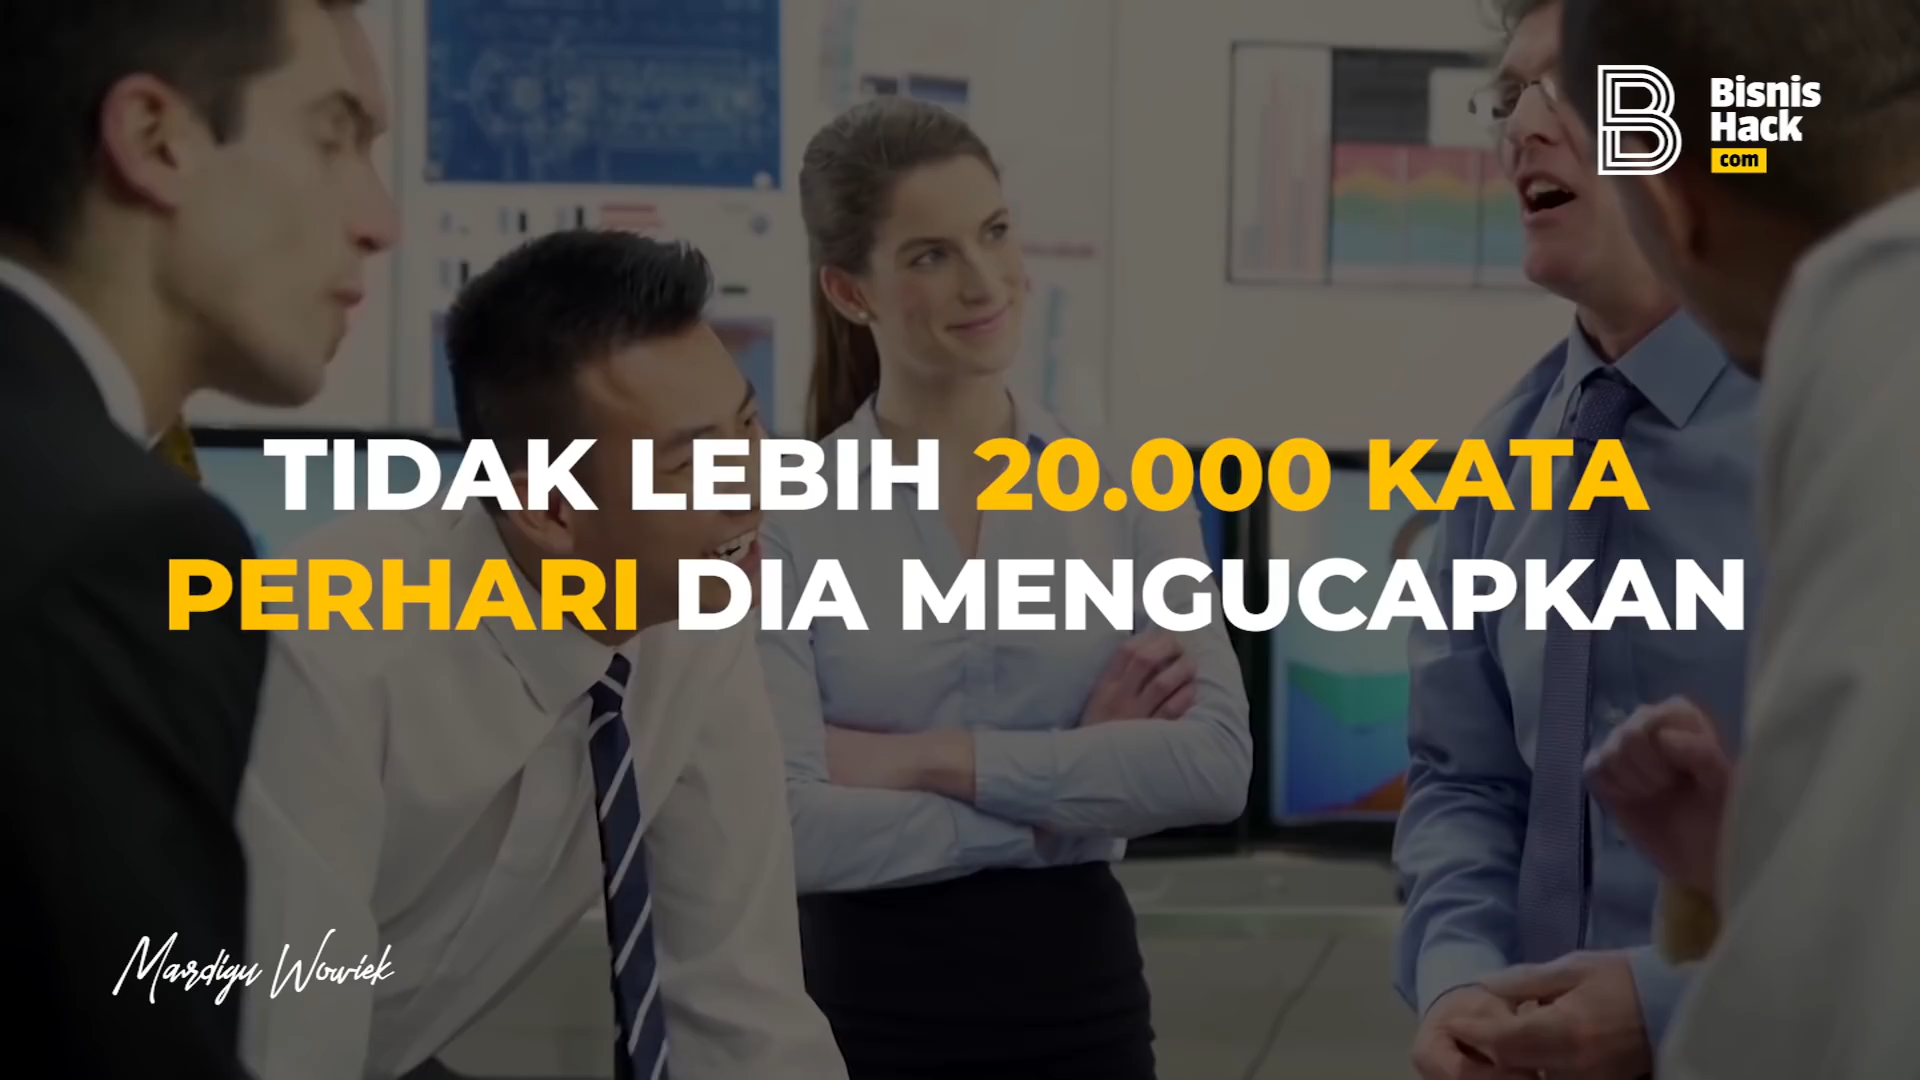 Bisnis
Hack
com
TIDAK LEBIH 20.000 KATA
PERHARI DIA MENGUCAPKAN
Mardigu Wowiek